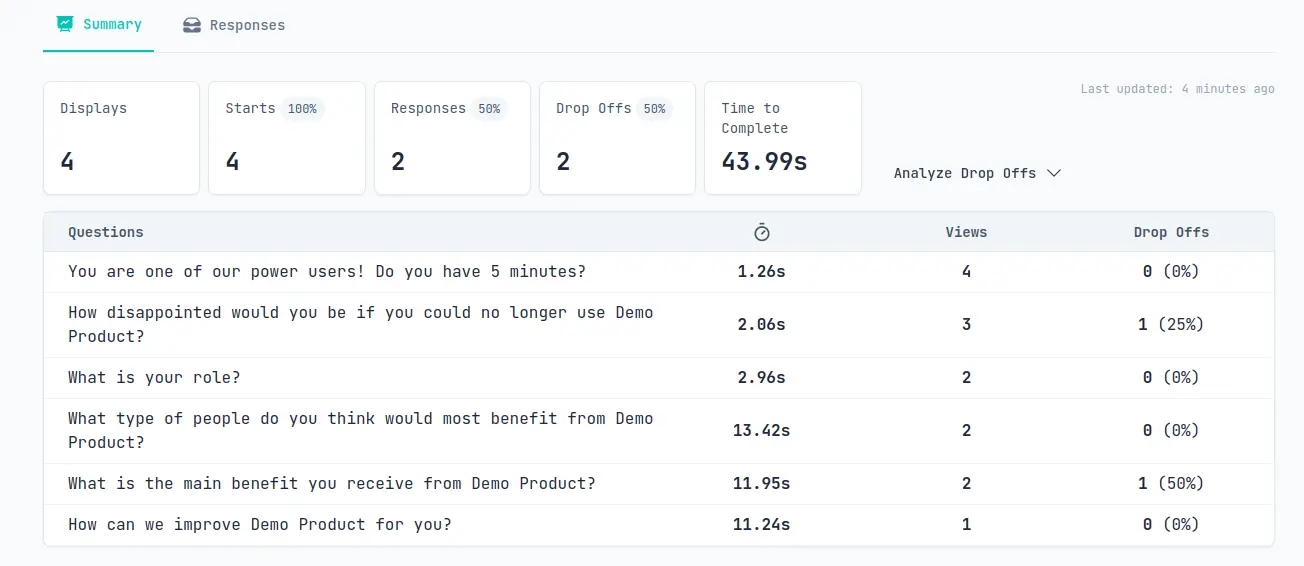 Summary Responses
Last updated: 4 minutes ago
Displays
4
Starts 100%
4
Responses 50%
2
Drop Offs 50%
2
Time to
Complete
43.99s
Analyze Drop Offs
Questions Views Drop Offs
You are one of our power users! Do you have 5 minutes? 1.26s 4 0 (0%)
How disappointed would you be if you could no longer use Demo
Product? 2.06s 3 1 (25%)
What is your role? 2.96s 2 0 (0%)
What type of people do you think would most benefit from Demo
Product? 13.42s 2 0 (0%)
What is the main benefit you receive from Demo Product? 11.95s 2 1 (50%)
How can we improve Demo Product for you? 11.24s 1 0 (0%)